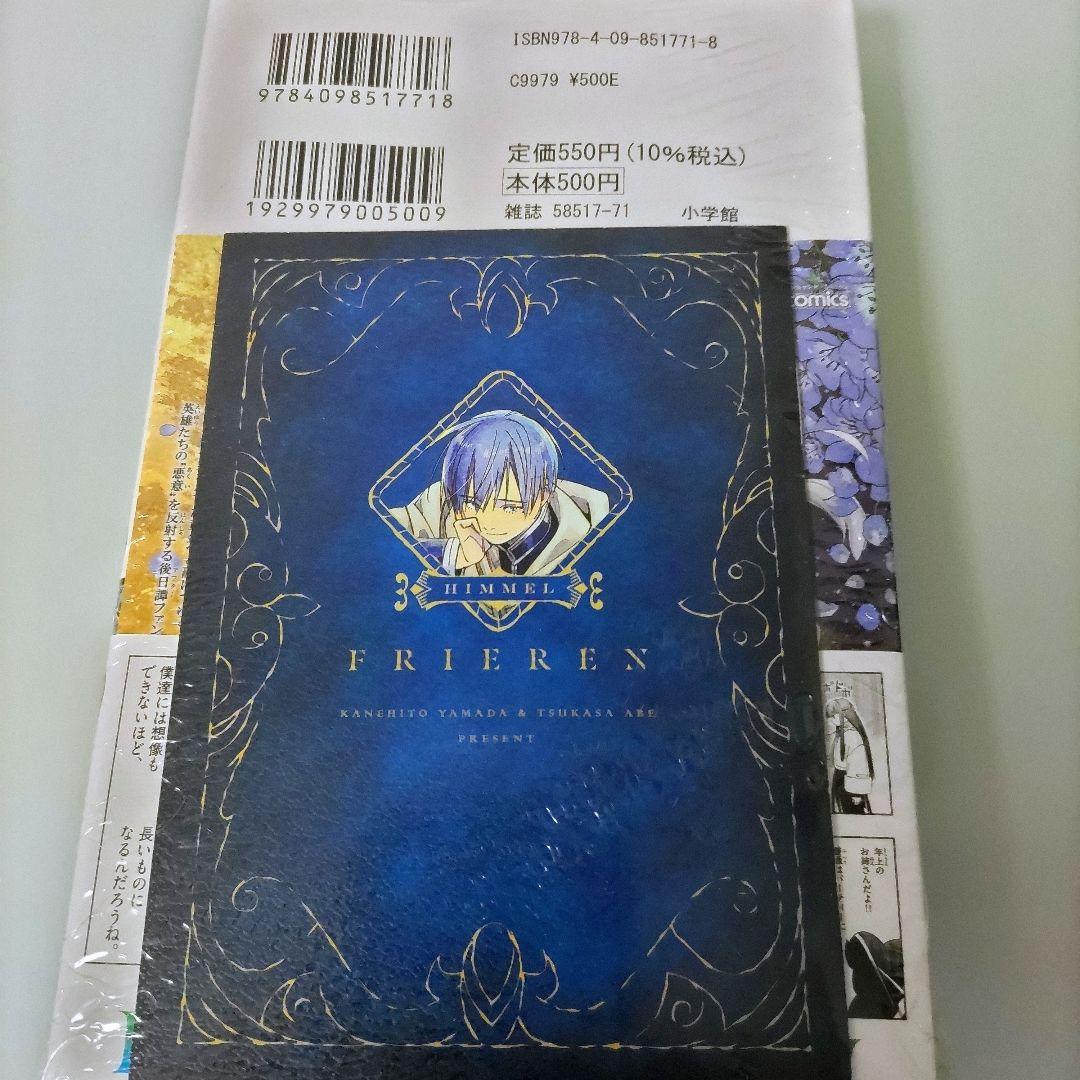 ISBN978-4-09-851771-8
9784098517718
C9979 ¥500E
定価550円(10%税込)
本体500円
1929979005009
雑誌 58517-71 小学館
comics
英雄たちの"悪意"を反射する後日譚ファン
HIMMEL
FRIEREN
KANEHITO YAMADA & TSUKASA ABE
PRESENT
僕達には想像も
できないほど、
長いものに
なるんだろうね。
年上の
お姉さんだよ!!